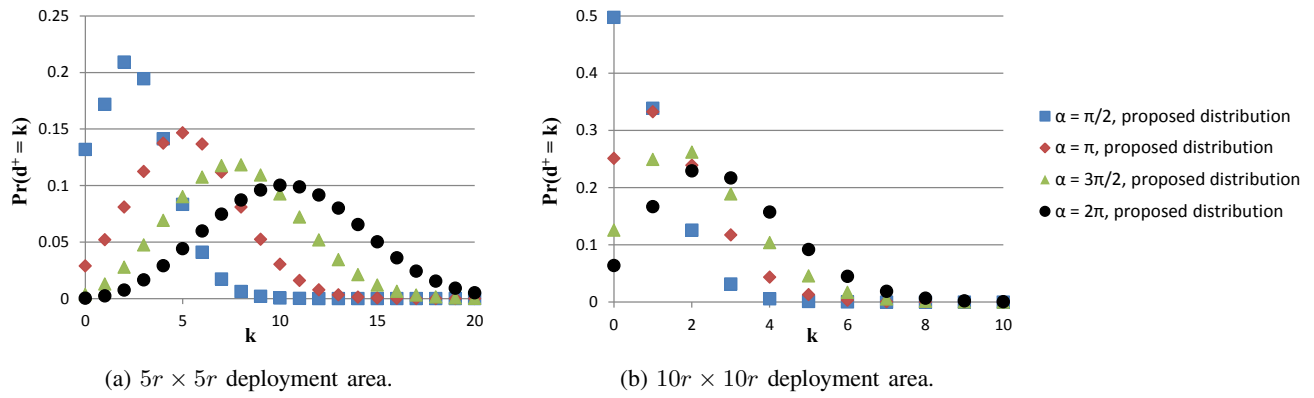 0.25
0.2
0.15
0.1
0.05
0
Pr(d⁺ = k)
0 5 10 15 20
k
(a) 5r × 5r deployment area.
0.5
0.4
0.3
0.2
0.1
0
Pr(d⁺ = k)
0 2 4 6 8 10
k
(b) 10r × 10r deployment area.
α = π/2, proposed distribution
α = π, proposed distribution
α = 3π/2, proposed distribution
α = 2π, proposed distribution